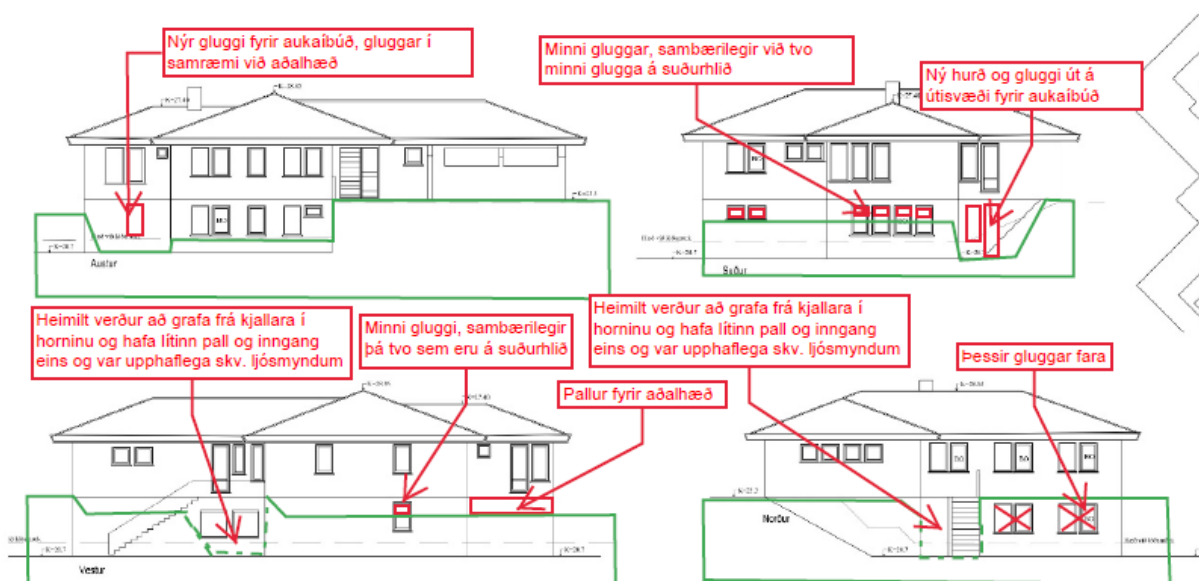 Nýr gluggi fyrir aukaíbúð, gluggar í
samræmi við aðalhæð
Minni gluggar, sambærilegir við tvo
minni glugga á suðurhlið
Ný hurð og gluggi út á
útisvæði fyrir aukaíbúð
Austur
Suður
Heimilt verður að grafa frá kjallara í
horninu og hafa lítinn pall og inngang
eins og var upphaflega skv. ljósmyndum
Minni gluggi, sambærilegir
þá tvo sem eru á suðurhlið
Pallur fyrir aðalhæð
Heimilt verður að grafa frá kjallara í
horninu og hafa lítinn pall og inngang
eins og var upphaflega skv. ljósmyndum
Þessir gluggar fara
Vestur
Norður